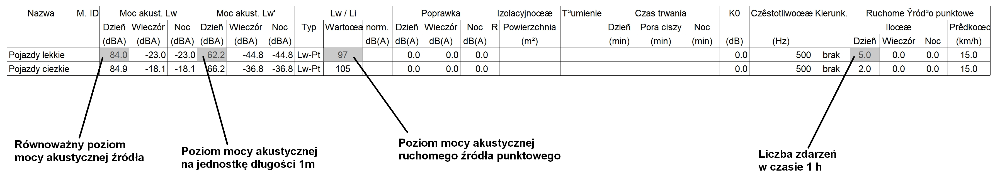 Nazwa M. ID Moc akust. Lw Moc akust. Lw' Lw / Li Poprawka Izolacyjnoœæ T³umienie Czas trwania K0 Czêstotliwoœæ Kierunk. Ruchome Ÿród³o punktowe
Dzieñ Wieczór Noc Dzieñ Wieczór Noc Typ Wartoœæ norm. Dzieñ Wieczór Noc R Powierzchnia Dzieñ Pora ciszy Noc Iloœæ Prêdkoœc
(dBA) (dBA) (dBA) (dBA) (dBA) (dBA) dB(A) dB(A) dB(A) dB(A) (m²) (min) (min) (min) (dB) (Hz) Dzieñ Wieczór Noc (km/h)
Pojazdy lekkie 84.0 -23.0 -23.0 62.2 -44.8 -44.8 Lw-Pt 97 0.0 0.0 0.0 0.0 500 brak 5.0 0.0 0.0 15.0
Pojazdy ciezkie 84.9 -18.1 -18.1 66.2 -36.8 -36.8 Lw-Pt 105 0.0 0.0 0.0 0.0 500 brak 2.0 0.0 0.0 15.0
Równoważny poziom
mocy akustycznej źródła
Poziom mocy akustycznej
na jednostkę długości 1m
Poziom mocy akustycznej
ruchomego źródła punktowego
Liczba zdarzeń
w czasie 1 h